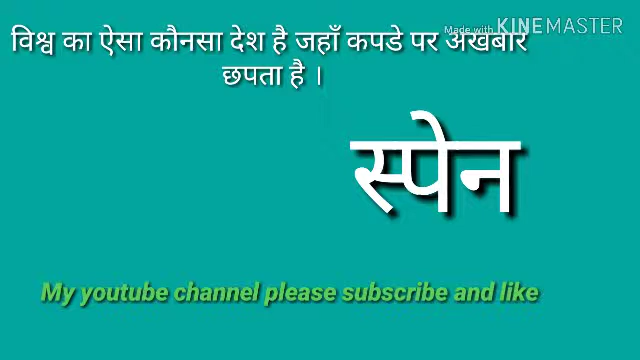 Made with KINEMASTER
विश्व का ऐसा कौनसा देश है जहाँ कपडे पर अखबार
छपता है ।
स्पेन
My youtube channel please subscribe and like